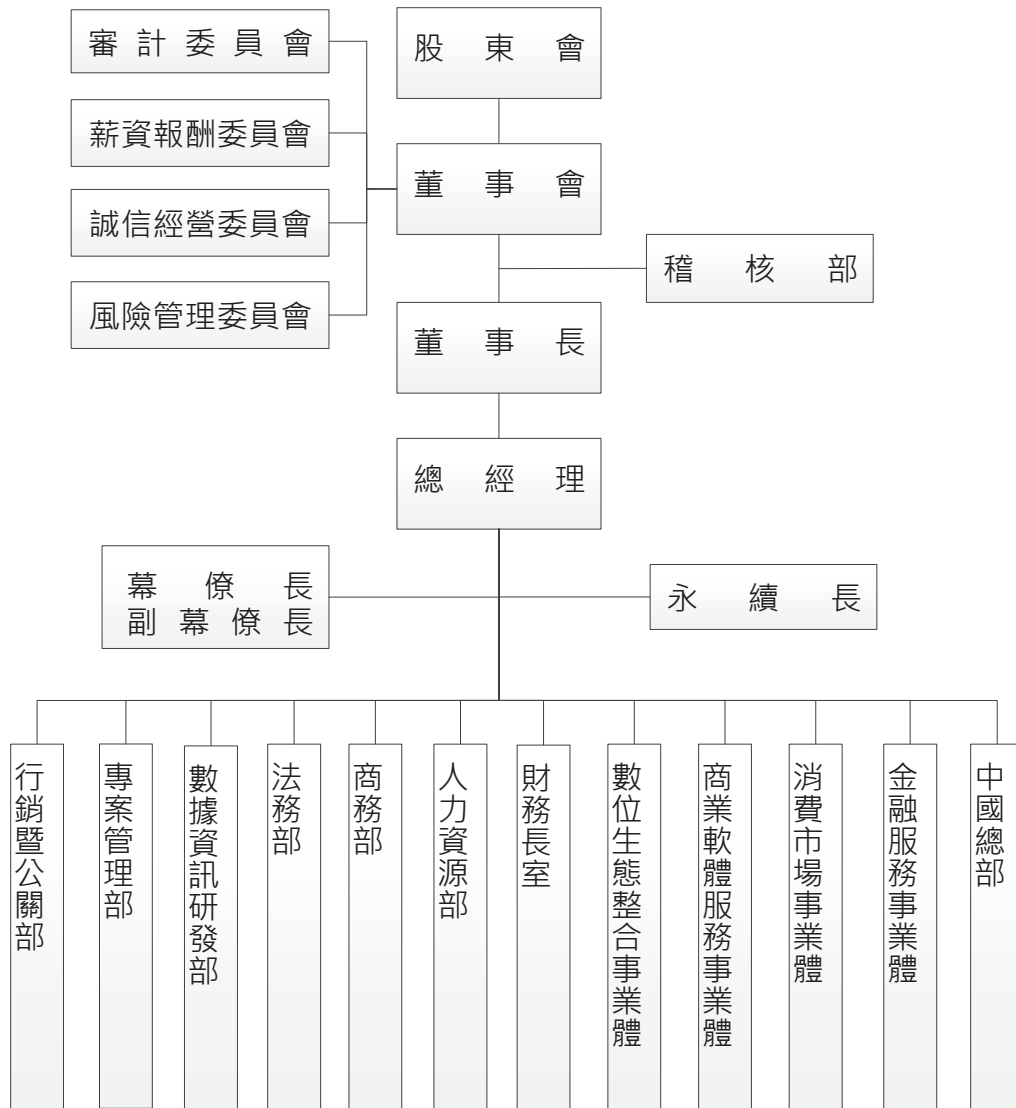 審計委員會
股東會
薪資報酬委員會
董事會
誠信經營委員會
稽核部
風險管理委員會
董事長
總經理
幕僚長
副幕僚長
永續長
行銷暨公關部
專案管理部
數據資訊研發部
法務部
商務部
人力資源部
財務長室
數位生態整合事業體
商業軟體服務事業體
消費市場事業體
金融服務事業體
中國總部